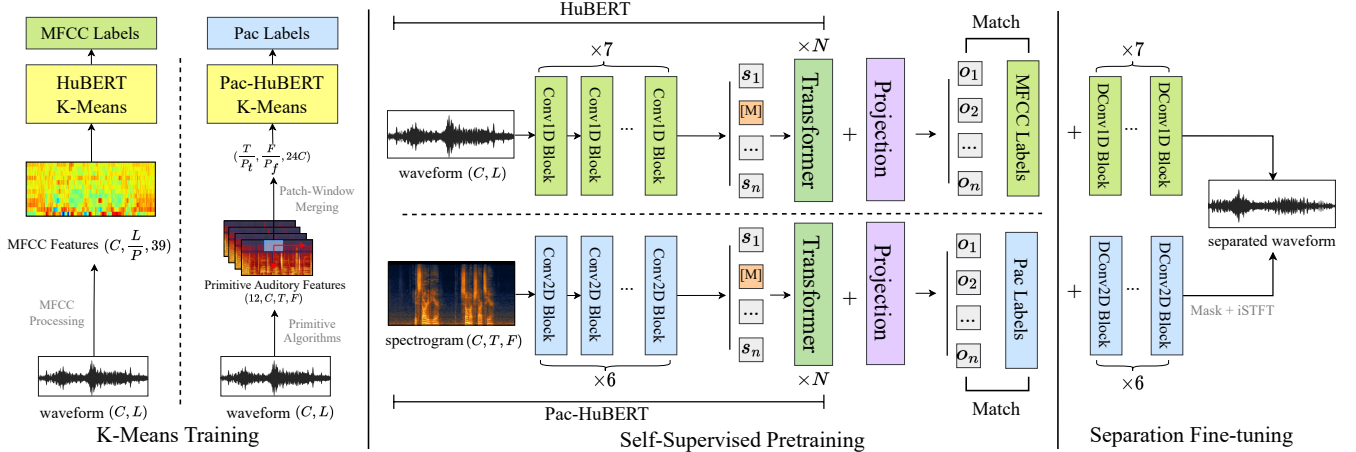 MFCC Labels
HuBERT
K-Means
MFCC Features (C, L/P, 39)
MFCC
Processing
waveform (C, L)
Pac Labels
Pac-HuBERT
K-Means
(T/P_t, F/P_f, 24C)
Patch-Window
Merging
Primitive Auditory Features
(12, C, T, F)
Primitive
Algorithms
waveform (C, L)
K-Means Training
HuBERT
waveform (C, L)
×7
Conv1D Block
Conv1D Block
...
Conv1D Block
s_1
[M]
...
s_n
×N
Transformer
+
Projection
Match
o_1
o_2
...
o_n
MFCC Labels
spectrogram (C, T, F)
Conv2D Block
Conv2D Block
...
Conv2D Block
×6
s_1
[M]
...
s_n
Transformer
×N
+
Projection
o_1
o_2
...
o_n
Pac Labels
Match
Pac-HuBERT
Self-Supervised Pretraining
+
×7
DConv1D Block
...
DConv1D Block
separated waveform
+
DConv2D Block
...
DConv2D Block
×6
Mask + iSTFT
Separation Fine-tuning